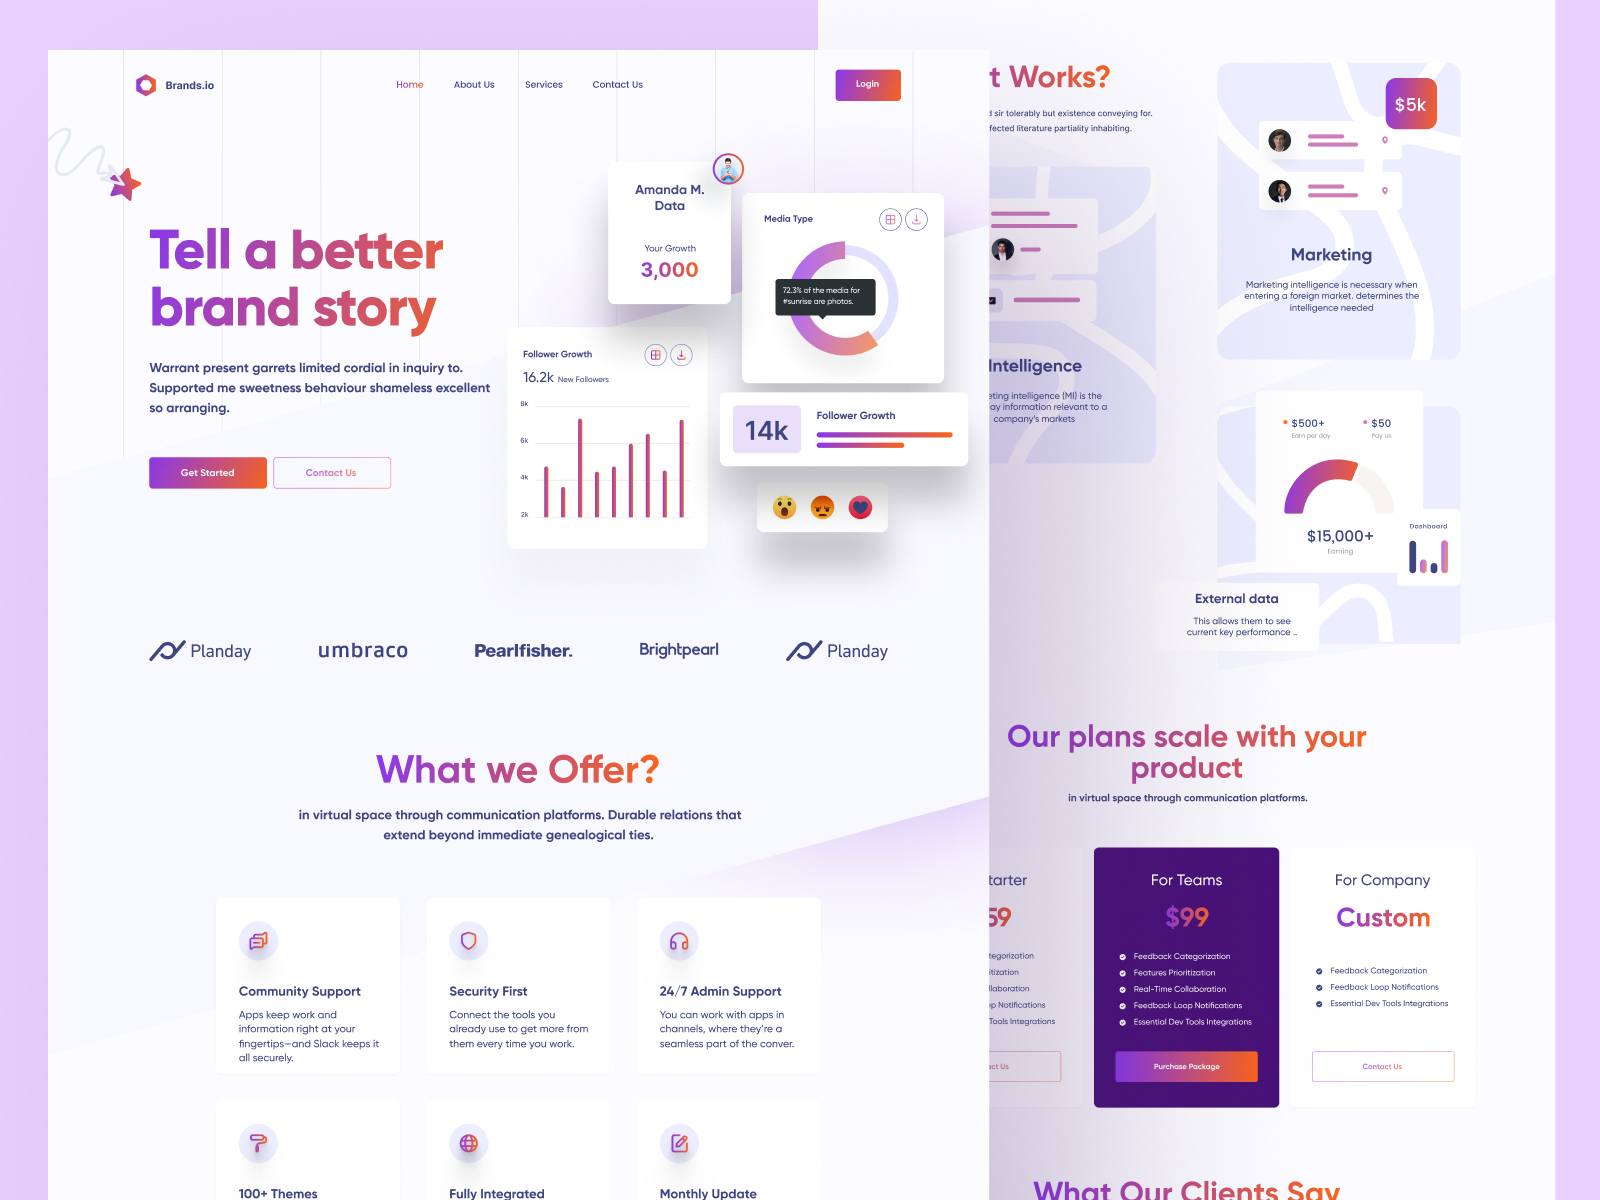 Brands.io
Home
About Us
Services
Contact Us
Login
Tell a better
brand story
Warrant present garrets limited cordial in inquiry to.
Supported me sweetness behaviour shameless excellent
so arranging.
Get Started
Contact Us
Amanda M.
Data
Your Growth
3,000
Media Type
72.3% of the media for
#sunrise are photos.
Follower Growth
16.2k New Followers
8k
6k
4k
2k
14k
Follower Growth
Planday
umbraco
Pearlfisher.
Brightpearl
Planday
What we Offer?
in virtual space through communication platforms. Durable relations that
extend beyond immediate genealogical ties.
Community Support
Apps keep work and
information right at your
fingertips—and Slack keeps it
all securely.
Security First
Connect the tools you
already use to get more from
them every time you work.
24/7 Admin Support
You can work with apps in
channels, where they're a
seamless part of the conver.
100+ Themes
Fully Integrated
Monthly Update
t Works?
d sir tolerably but existence conveying for.
fected literature partiality inhabiting.
Intelligence
eting intelligence (MI) is the
ay information relevant to a
company's markets
$5k
Marketing
Marketing intelligence is necessary when
entering a foreign market. determines the
intelligence needed
$500+
Earn per day
$50
Pay us
$15,000+
Earning
Dashboard
External data
This allows them to see
current key performance ..
Our plans scale with your
product
in virtual space through communication platforms.
tarter
59
tegorization
itization
llaboration
op Notifications
Tools Integrations
act Us
For Teams
$99
Feedback Categorization
Features Prioritization
Real-Time Collaboration
Feedback Loop Notifications
Essential Dev Tools Integrations
Purchase Package
For Company
Custom
Feedback Categorization
Feedback Loop Notifications
Essential Dev Tools Integrations
Contact Us
What Our Clients Say